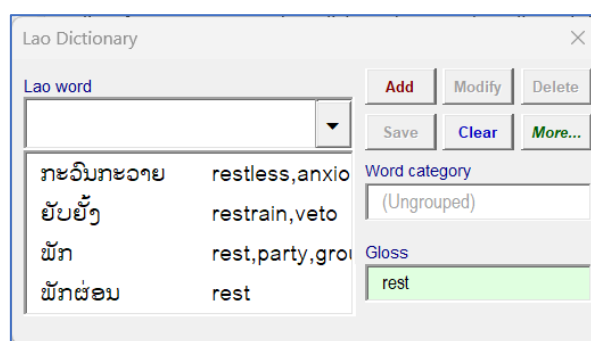 Lao Dictionary
Lao word
Add Modify Delete
Save Clear More...
ກະວົນກະວາຍ restless,anxio
ຍັບຍັ້ງ restrain,veto
ພັກ rest,party,grou
ພັກຜ່ອນ rest
Word category
(Ungrouped)
Gloss
rest